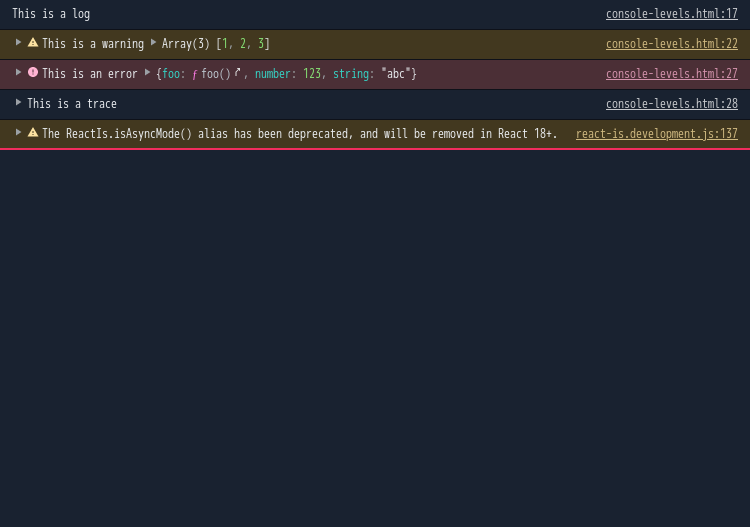 This is a log console-levels.html:17
This is a warning Array(3) [1, 2, 3] console-levels.html:22
This is an error {foo: ƒ foo(), number: 123, string: "abc"} console-levels.html:27
This is a trace console-levels.html:28
The ReactIs.isAsyncMode() alias has been deprecated, and will be removed in React 18+. react-is.development.js:137